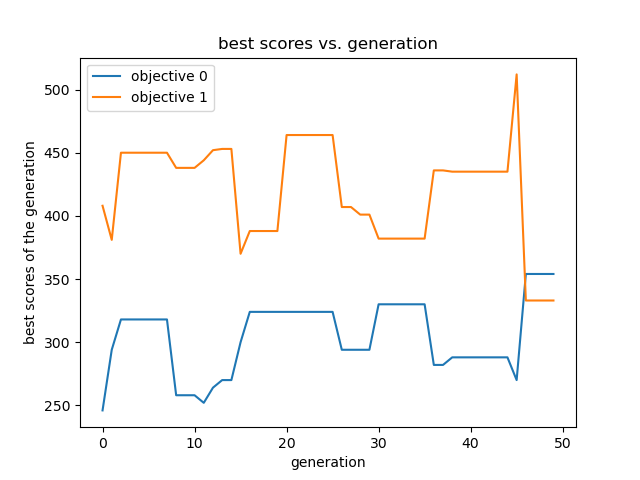 best scores vs. generation
objective 0
objective 1
best scores of the generation
500
450
400
350
300
250
0 10 20 30 40 50
generation